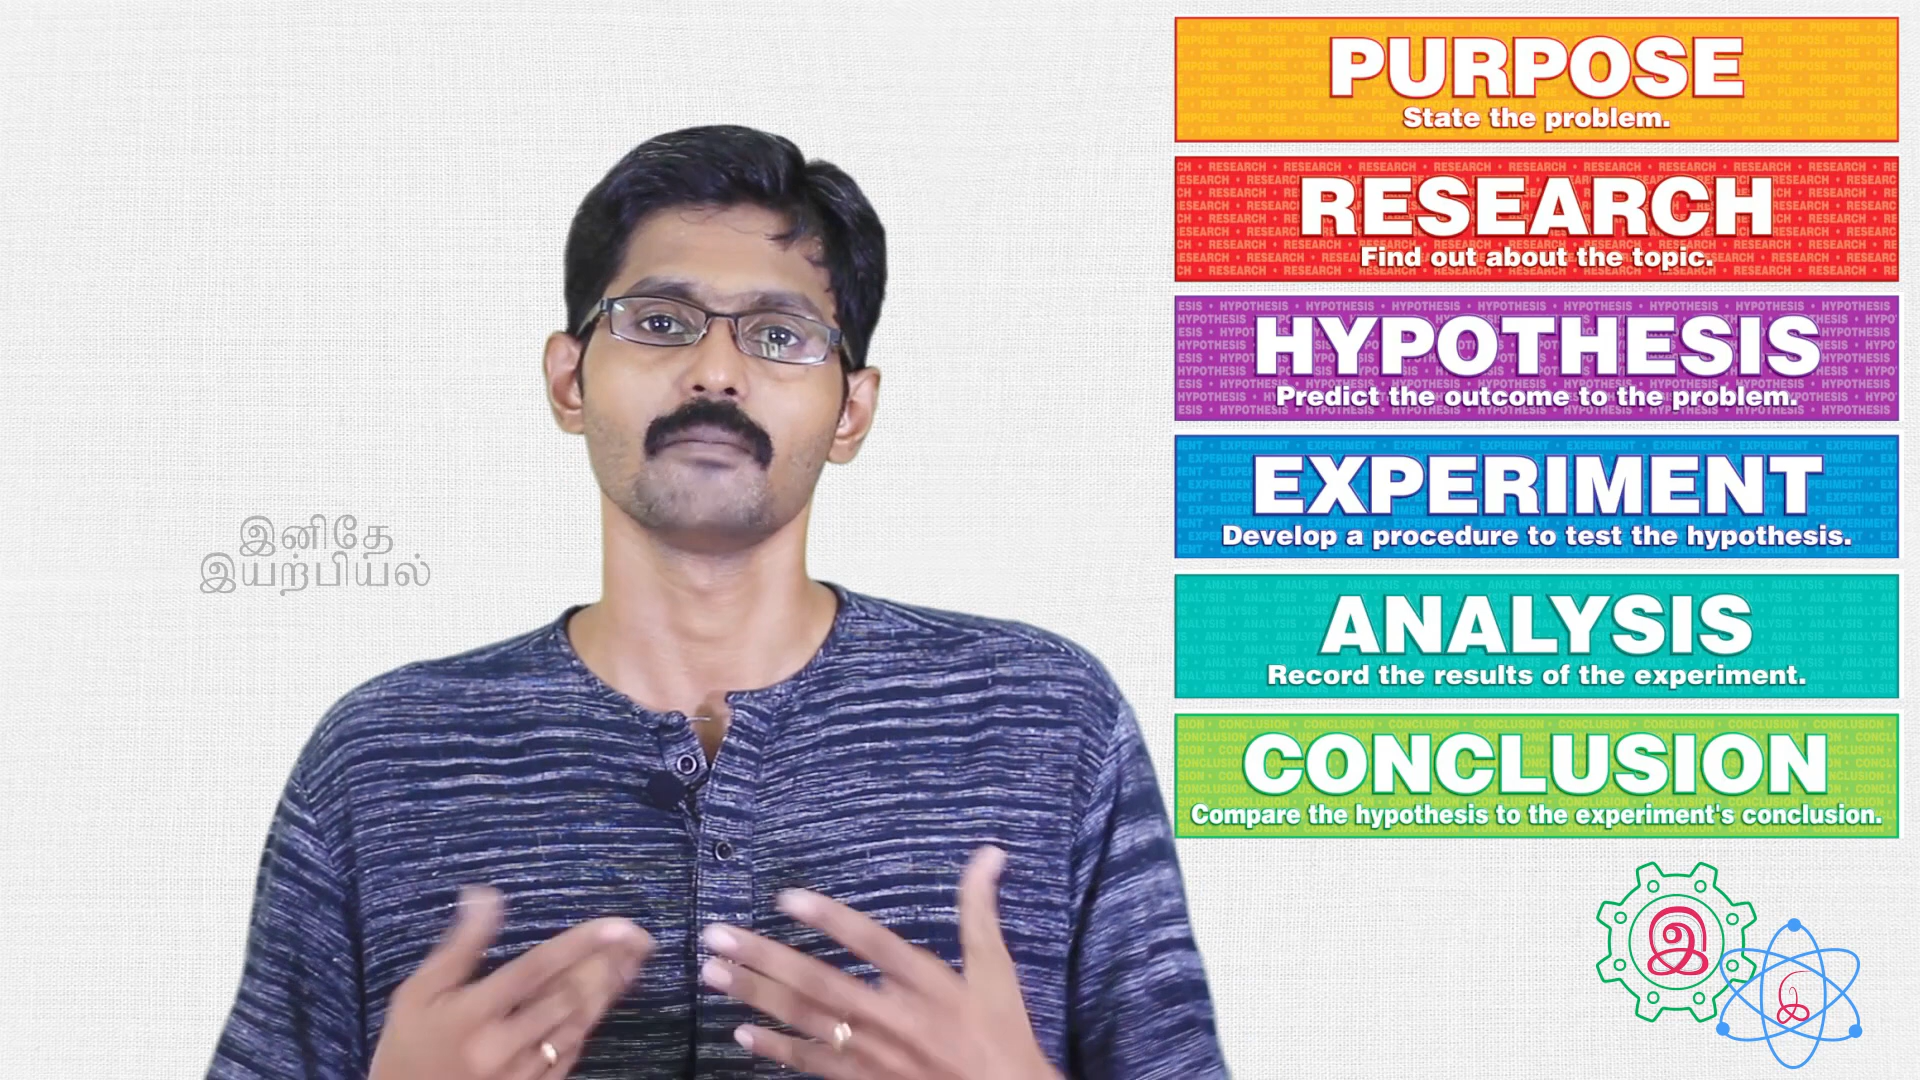 PURPOSE
State the problem.
RESEARCH
Find out about the topic.
HYPOTHESIS
Predict the outcome to the problem.
EXPERIMENT
Develop a procedure to test the hypothesis.
ANALYSIS
Record the results of the experiment.
CONCLUSION
Compare the hypothesis to the experiment's conclusion.
இனிதே
இயற்பியல்
இ
இ